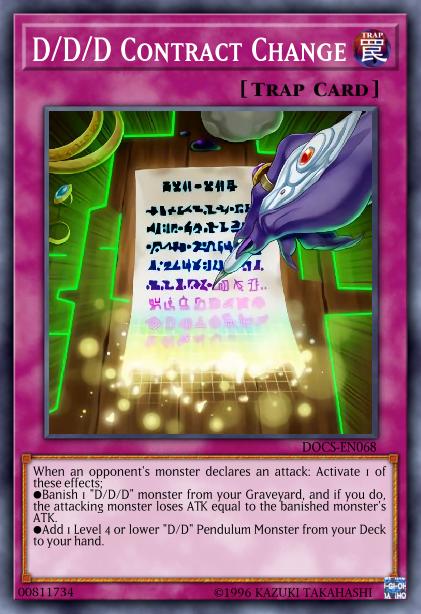 D/D/D CONTRACT CHANGE
TRAP
罠
[TRAP CARD]
DOCS-EN068
When an opponent's monster declares an attack: Activate 1 of
these effects;
●Banish 1 "D/D/D" monster from your Graveyard, and if you do,
the attacking monster loses ATK equal to the banished monster's
ATK.
●Add 1 Level 4 or lower "D/D" Pendulum Monster from your Deck
to your hand.
00811734
©1996 KAZUKI TAKAHASHI